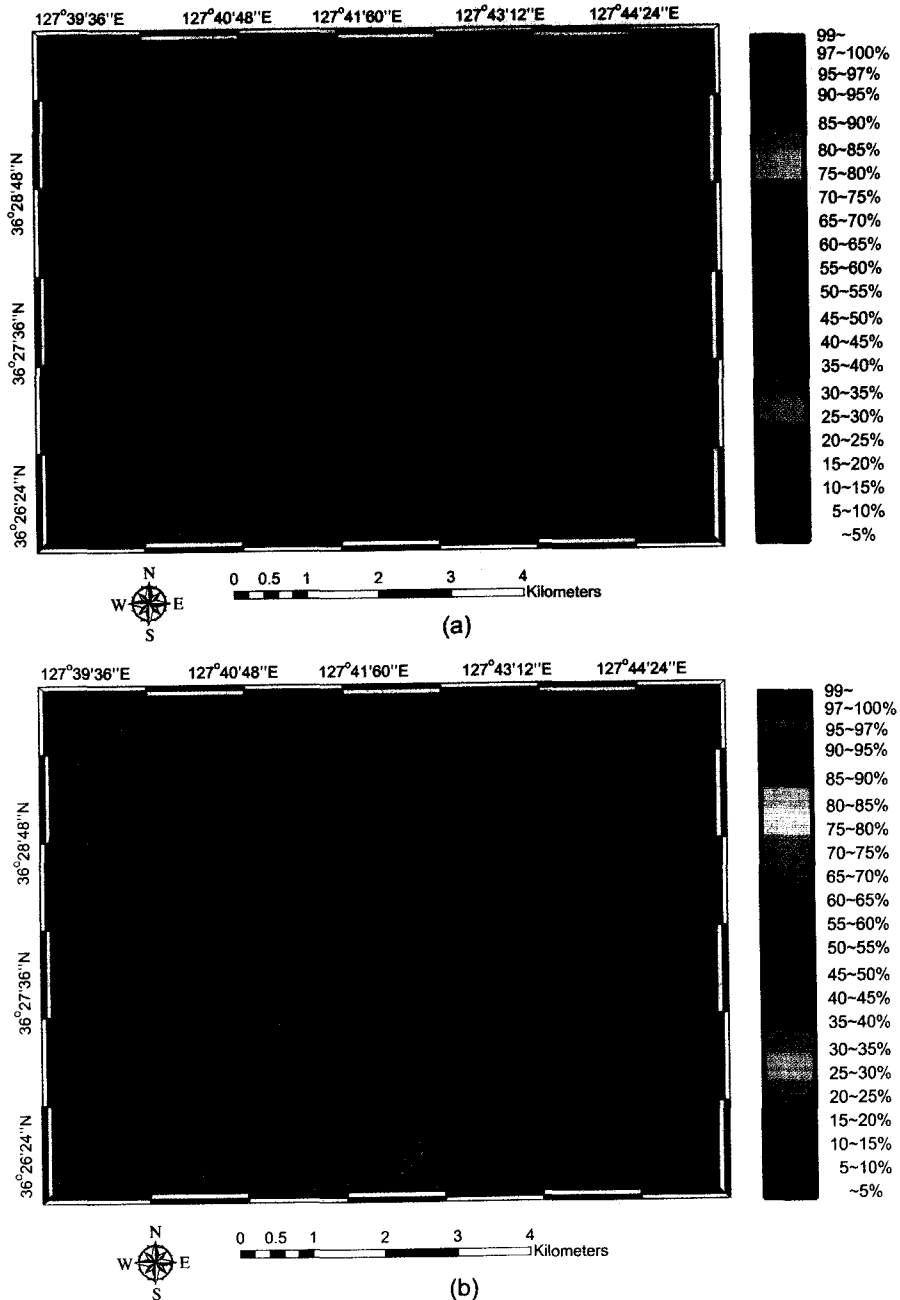 127°39'36"E 127°40'48"E 127°41'60"E 127°43'12"E 127°44'24"E
36°28'48"N
36°27'36"N
36°26'24"N
99~
97~100%
95~97%
90~95%
85~90%
80~85%
75~80%
70~75%
65~70%
60~65%
55~60%
50~55%
45~50%
40~45%
35~40%
30~35%
25~30%
20~25%
15~20%
10~15%
5~10%
~5%
N
W E
S
0 0.5 1 2 3 4
Kilometers
(a)
127°39'36"E 127°40'48"E 127°41'60"E 127°43'12"E 127°44'24"E
36°28'48"N
36°27'36"N
36°26'24"N
99~
97~100%
95~97%
90~95%
85~90%
80~85%
75~80%
70~75%
65~70%
60~65%
55~60%
50~55%
45~50%
40~45%
35~40%
30~35%
25~30%
20~25%
15~20%
10~15%
5~10%
~5%
N
W E
S
0 0.5 1 2 3 4
Kilometers
(b)